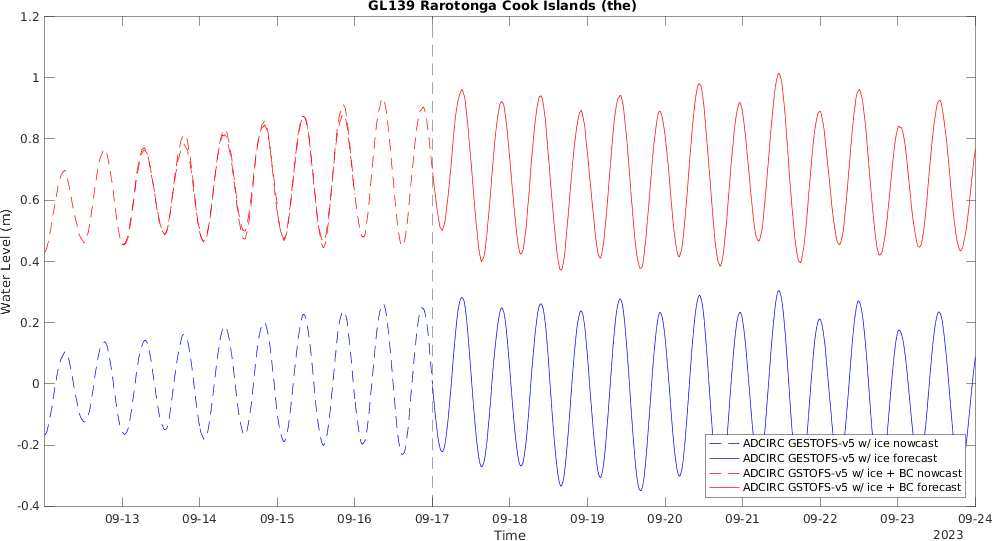 GL139 Rarotonga Cook Islands (the)
Water Level (m)
1.2
1
0.8
0.6
0.4
0.2
0
-0.2
-0.4
ADCIRC GESTOFS-v5 w/ ice nowcast
ADCIRC GESTOFS-v5 w/ ice forecast
ADCIRC GSTOFS-v5 w/ ice + BC nowcast
ADCIRC GSTOFS-v5 w/ ice + BC forecast
09-13 09-14 09-15 09-16 09-17 09-18 09-19 09-20 09-21 09-22 09-23 09-24
Time
2023